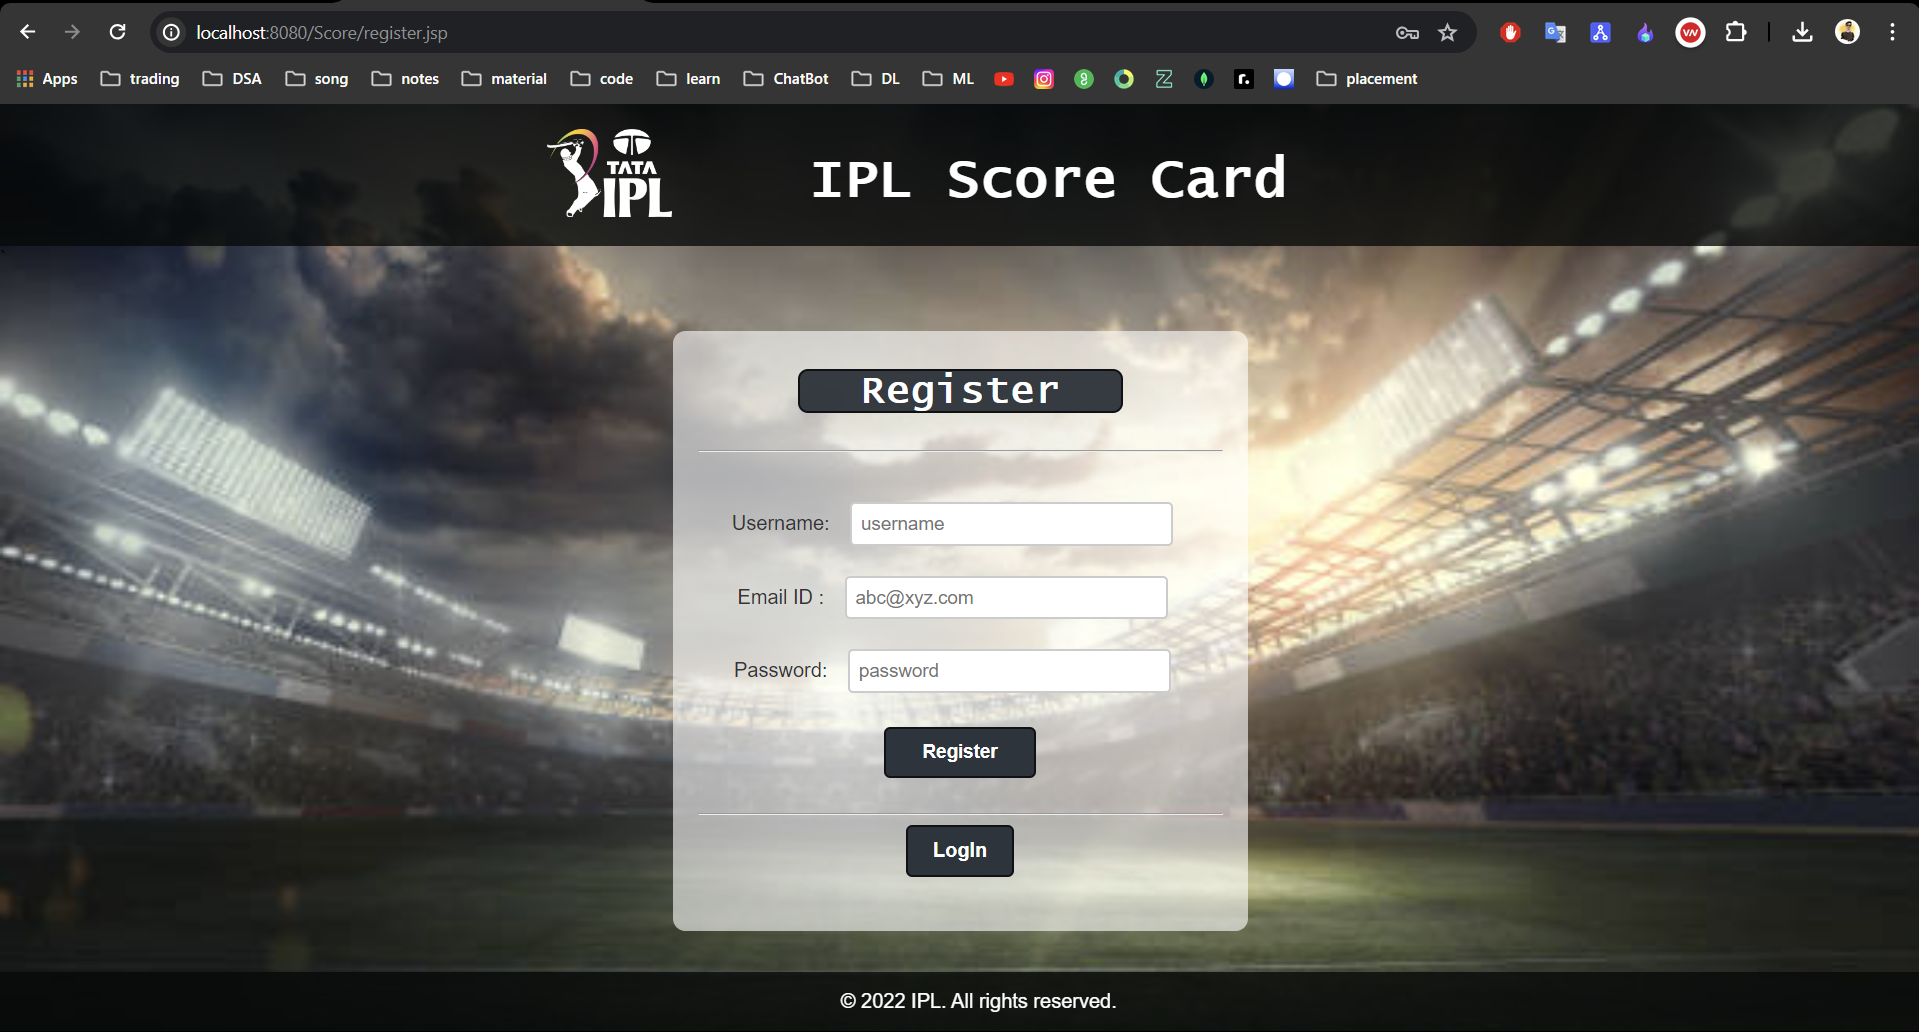 localhost:8080/Score/register.jsp
Apps trading DSA song notes material code learn ChatBot DL ML placement
TATA
IPL
IPL Score Card
Register
Username: username
Email ID : abc@xyz.com
Password: password
Register
LogIn
© 2022 IPL. All rights reserved.